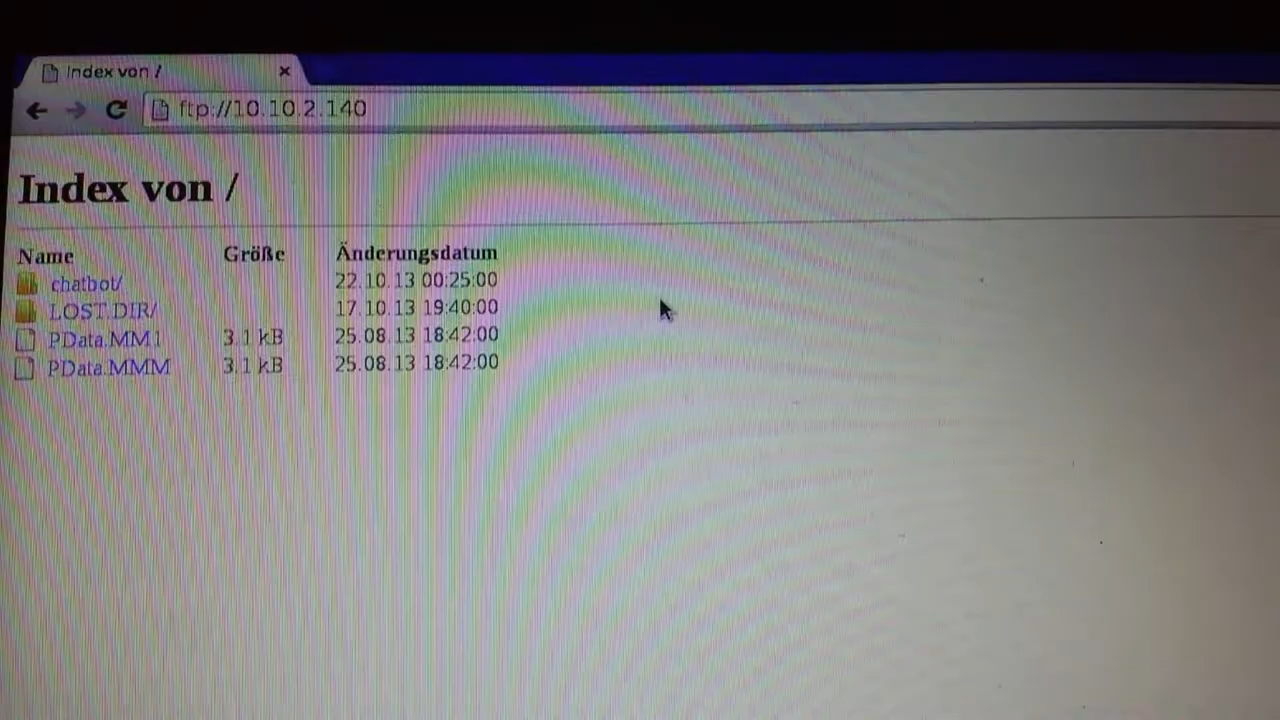 Index von /
ftp://10.10.2.140
Index von /
Name Größe Änderungsdatum
chatbot/ 22.10.13 00:25:00
LOST.DIR/ 17.10.13 19:40:00
PData.MM1 3.1 kB 25.08.13 18:42:00
PData.MMM 3.1 kB 25.08.13 18:42:00